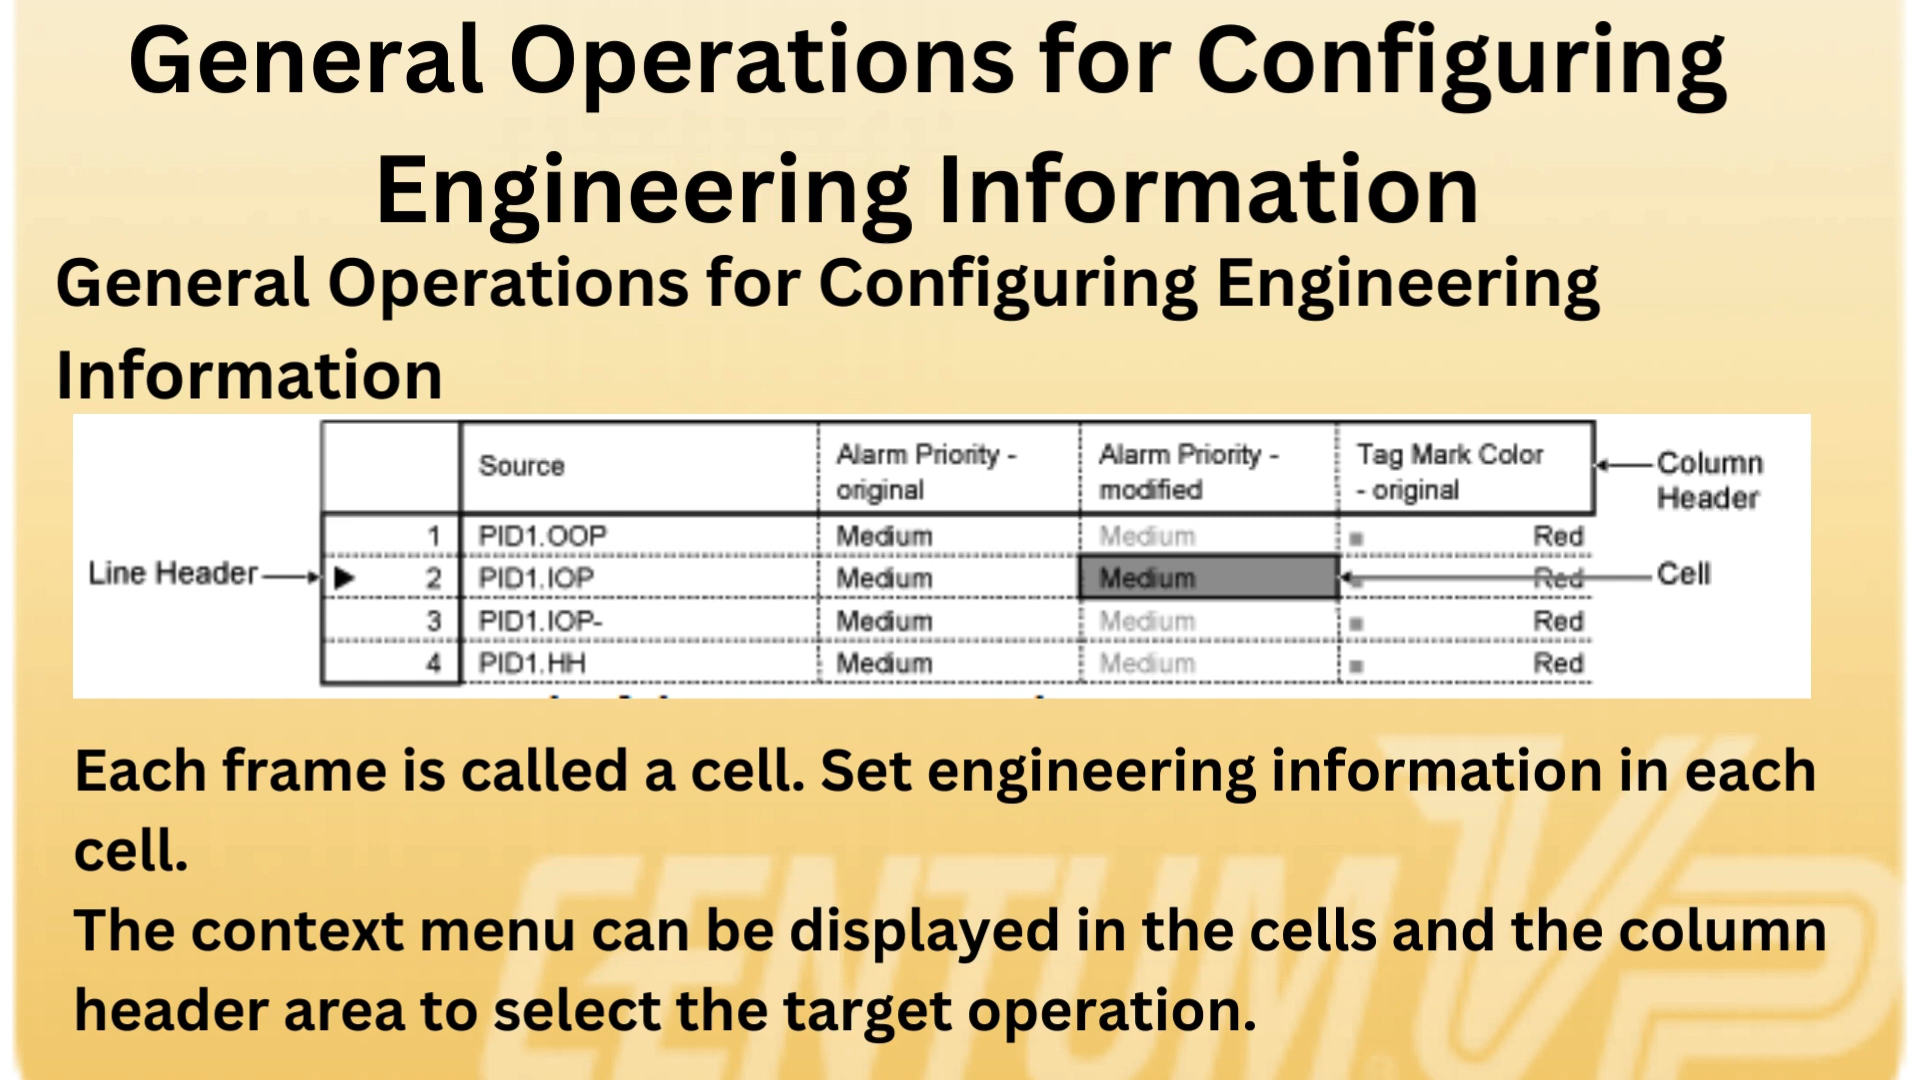 General Operations for Configuring
Engineering Information
General Operations for Configuring Engineering
Information
Source Alarm Priority - original Alarm Priority - modified Tag Mark Color - original
Column Header
1 PID1.OOP Medium Medium Red
Line Header 2 PID1.IOP Medium Medium Red Cell
3 PID1.IOP- Medium Medium Red
4 PID1.HH Medium Medium Red
Each frame is called a cell. Set engineering information in each
cell.
The context menu can be displayed in the cells and the column
header area to select the target operation.
CENTUM VP